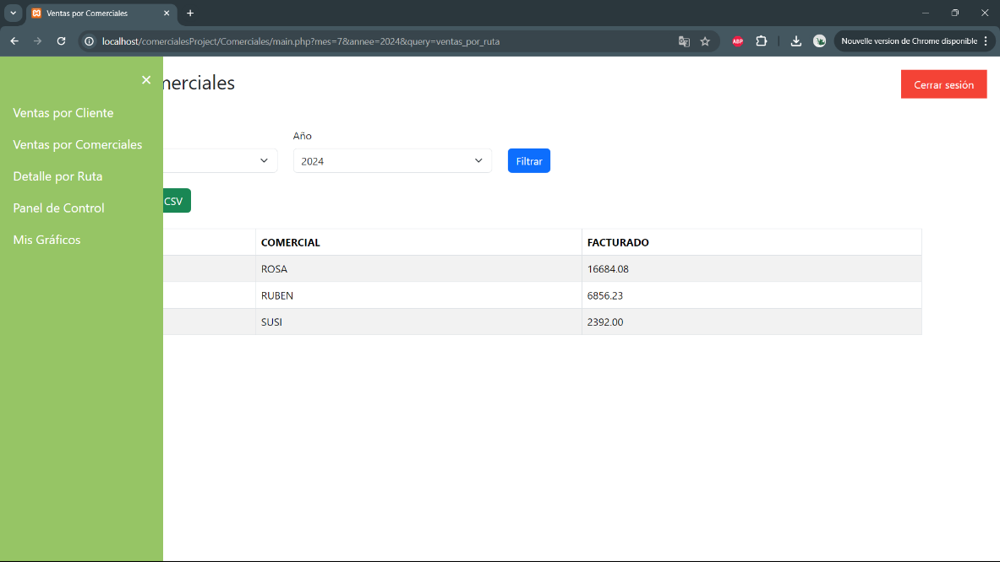 Ventas por Comerciales
localhost/comercialesProject/Comerciales/main.php?mes=7&annee=2024&query=ventas_por_ruta
ABP
Nouvelle version de Chrome disponible
merciales
Cerrar sesión
Ventas por Cliente
Ventas por Comerciales
Detalle por Ruta
Panel de Control
Mis Gráficos
Año
2024
Filtrar
CSV
COMERCIAL FACTURADO
ROSA 16684.08
RUBEN 6856.23
SUSI 2392.00